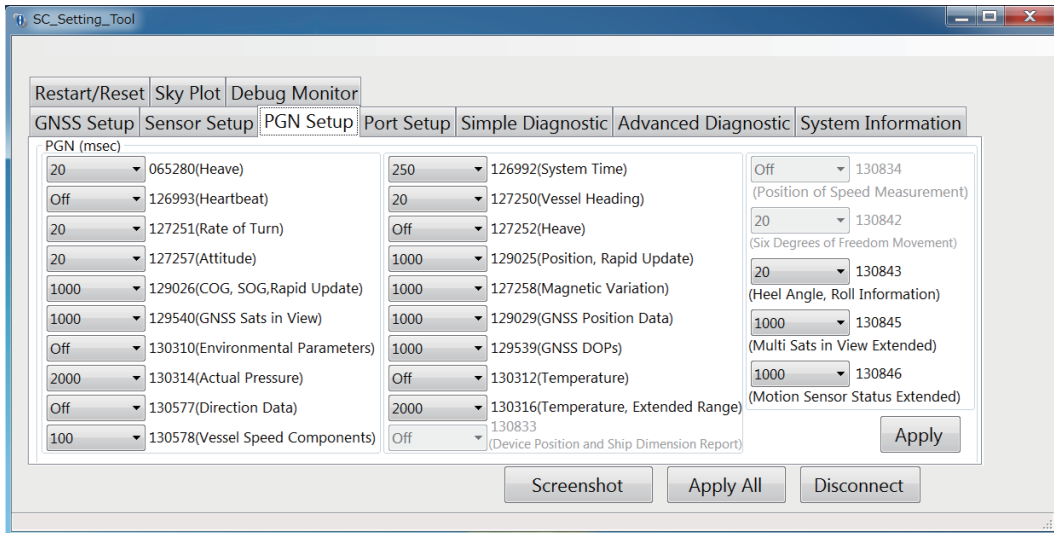 SC_Setting_Tool
Restart/Reset Sky Plot Debug Monitor
GNSS Setup Sensor Setup PGN Setup Port Setup Simple Diagnostic Advanced Diagnostic System Information
PGN (msec)
20 065280(Heave)
Off 126993(Heartbeat)
20 127251(Rate of Turn)
20 127257(Attitude)
1000 129026(COG, SOG,Rapid Update)
1000 129540(GNSS Sats in View)
Off 130310(Environmental Parameters)
2000 130314(Actual Pressure)
Off 130577(Direction Data)
100 130578(Vessel Speed Components)
250 126992(System Time)
20 127250(Vessel Heading)
Off 127252(Heave)
1000 129025(Position, Rapid Update)
1000 127258(Magnetic Variation)
1000 129029(GNSS Position Data)
1000 129539(GNSS DOPs)
Off 130312(Temperature)
2000 130316(Temperature, Extended Range)
Off 130833
(Device Position and Ship Dimension Report)
Off 130834
(Position of Speed Measurement)
20 130842
(Six Degrees of Freedom Movement)
20 130843
(Heel Angle, Roll Information)
1000 130845
(Multi Sats in View Extended)
1000 130846
(Motion Sensor Status Extended)
Apply
Screenshot Apply All Disconnect